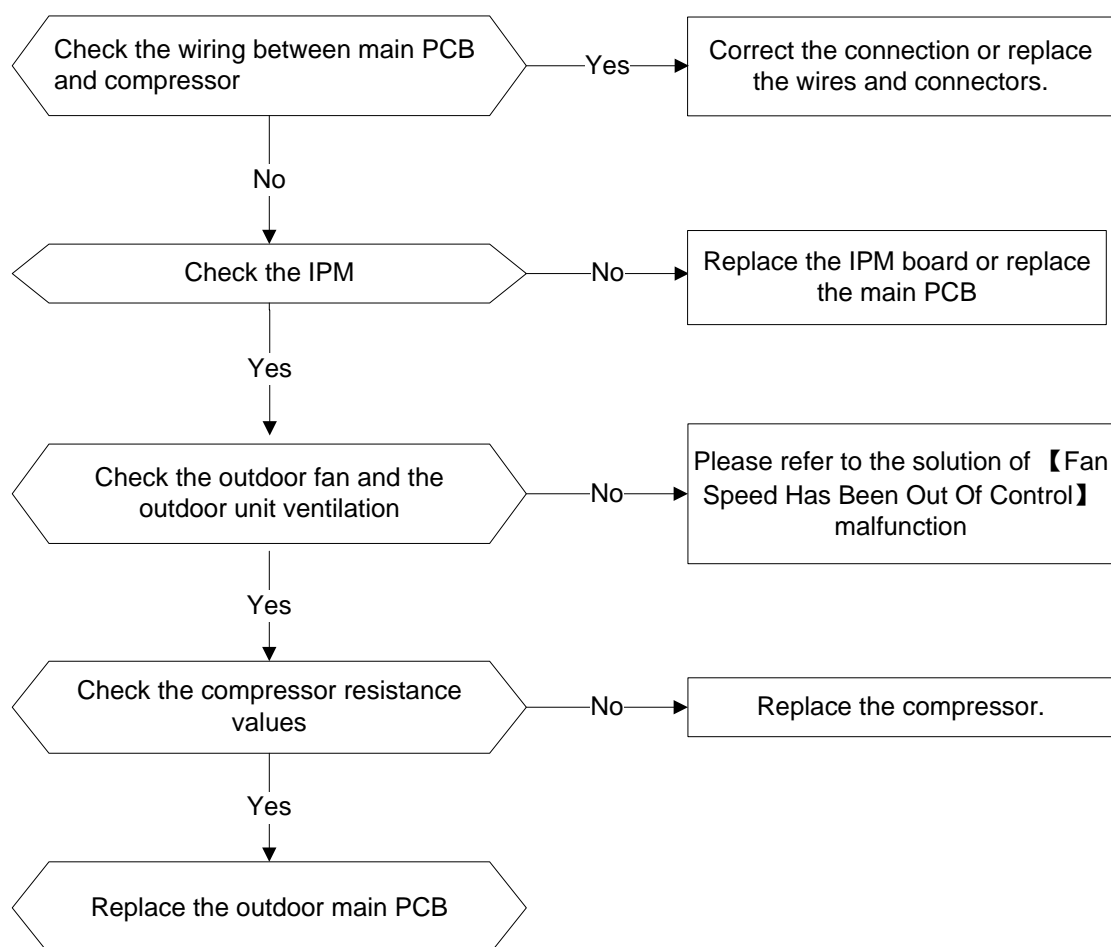 Check the wiring between main PCB
and compressor
Yes
Correct the connection or replace
the wires and connectors.
No
Check the IPM
No
Replace the IPM board or replace
the main PCB
Yes
Check the outdoor fan and the
outdoor unit ventilation
No
Please refer to the solution of 【Fan
Speed Has Been Out Of Control】
malfunction
Yes
Check the compressor resistance
values
No
Replace the compressor.
Yes
Replace the outdoor main PCB